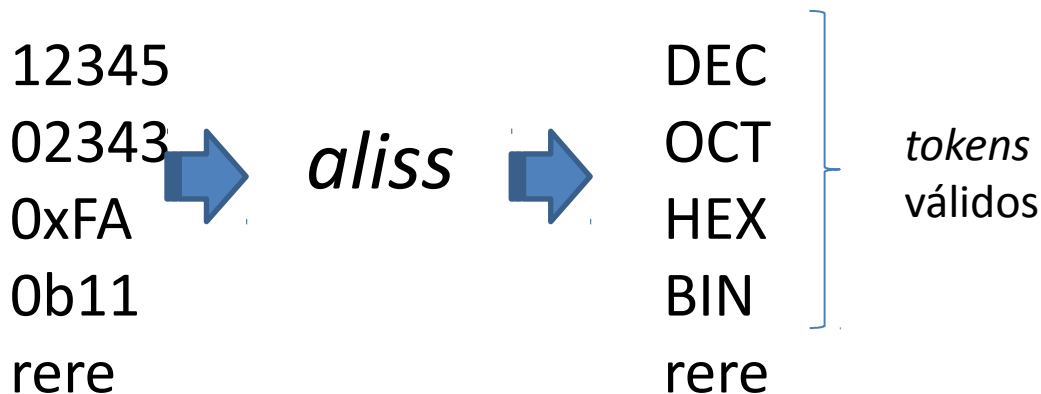 12345
02343
0xFA
0b11
rere
aliss
DEC
OCT
HEX
BIN
rere
tokens
válidos